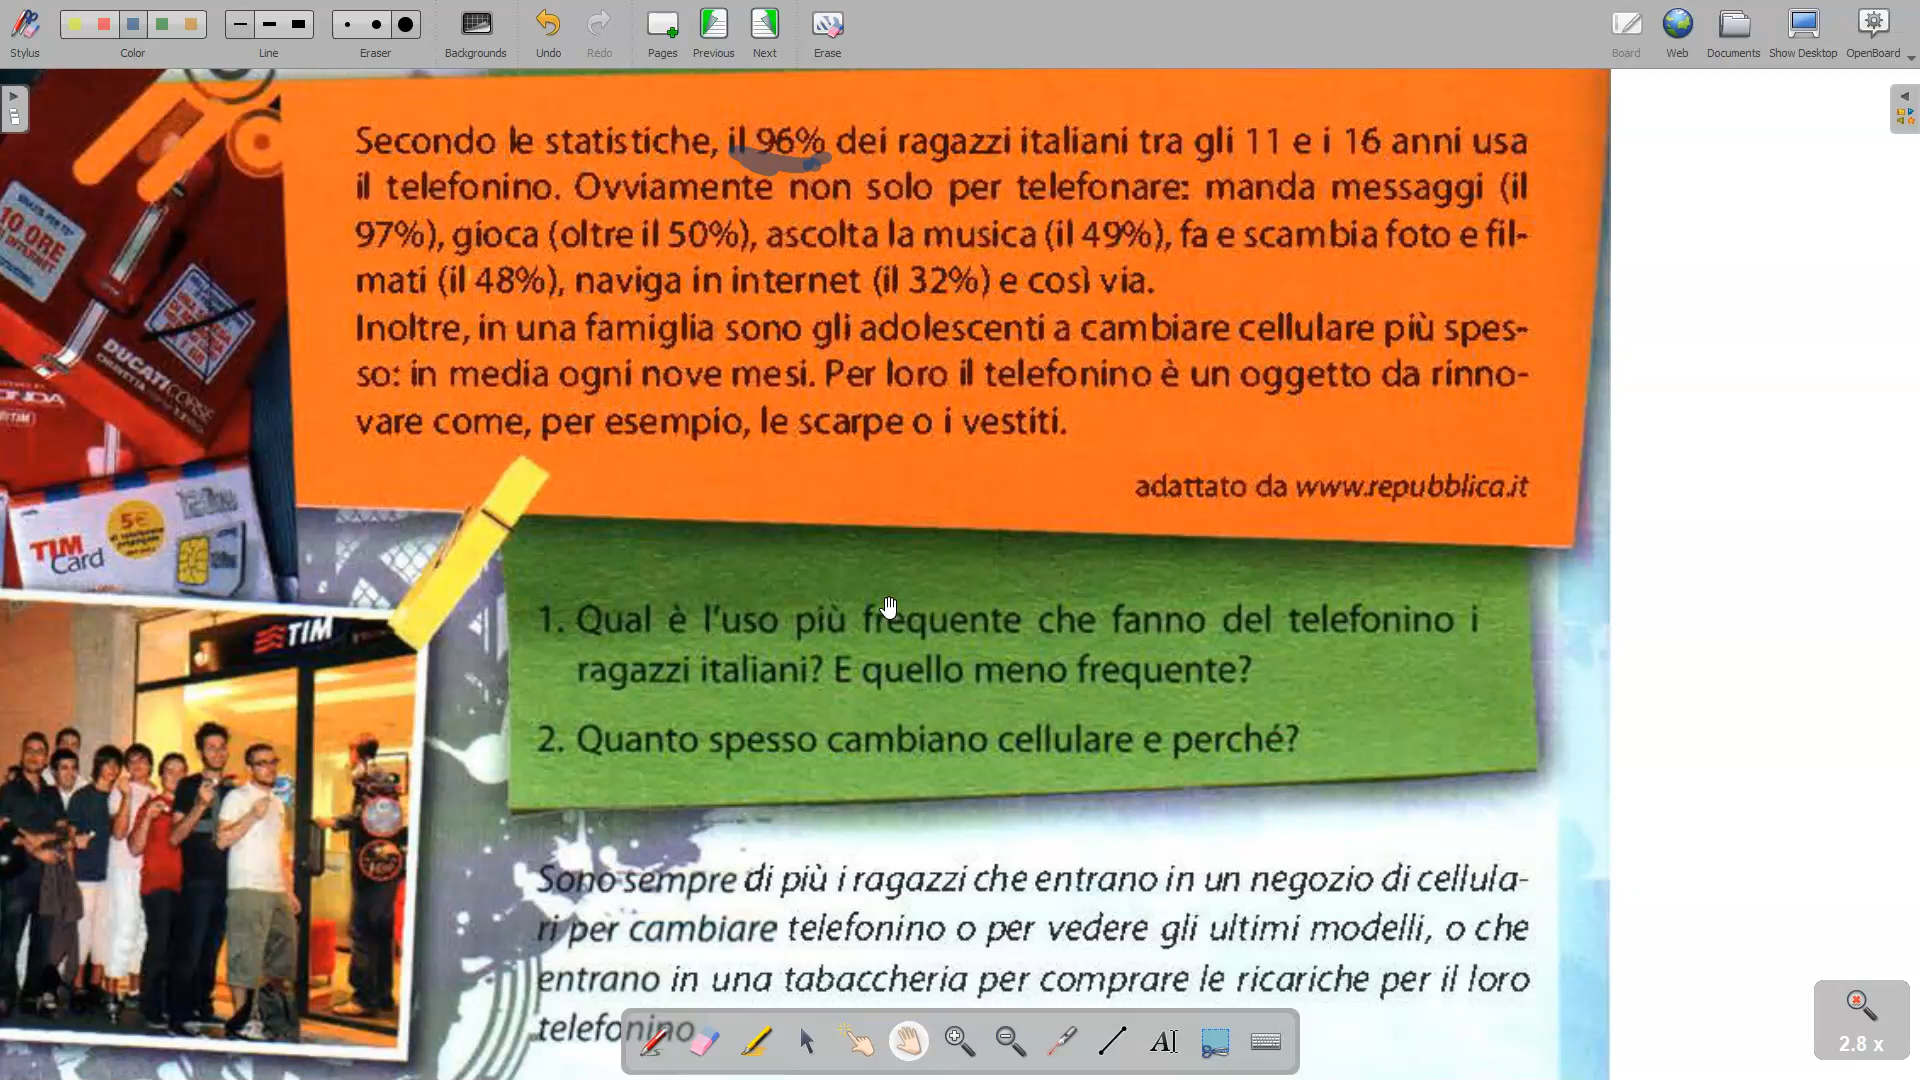 Stylus
Color
Line
Eraser
Backgrounds
Undo
Redo
Pages
Previous
Next
Erase
Board
Web
Documents
Show Desktop
OpenBoard
Secondo le statistiche, il 96% dei ragazzi italiani tra gli 11 e i 16 anni usa
il telefonino. Ovviamente non solo per telefonare: manda messaggi (il
97%), gioca (oltre il 50%), ascolta la musica (il 49%), fa e scambia foto e fil-
mati (il 48%), naviga in internet (il 32%) e così via.
Inoltre, in una famiglia sono gli adolescenti a cambiare cellulare più spes-
so: in media ogni nove mesi. Per loro il telefonino è un oggetto da rinno-
vare come, per esempio, le scarpe o i vestiti.
adattato da www.repubblica.it
10 ORE
DUCATICORSE
TIM
Card
5€
TIM
1. Qual è l'uso più frequente che fanno del telefonino i
ragazzi italiani? E quello meno frequente?
2. Quanto spesso cambiano cellulare e perché?
Sono sempre di più i ragazzi che entrano in un negozio di cellula-
ri per cambiare telefonino o per vedere gli ultimi modelli, o che
entrano in una tabaccheria per comprare le ricariche per il loro
telefonino
2.8 x